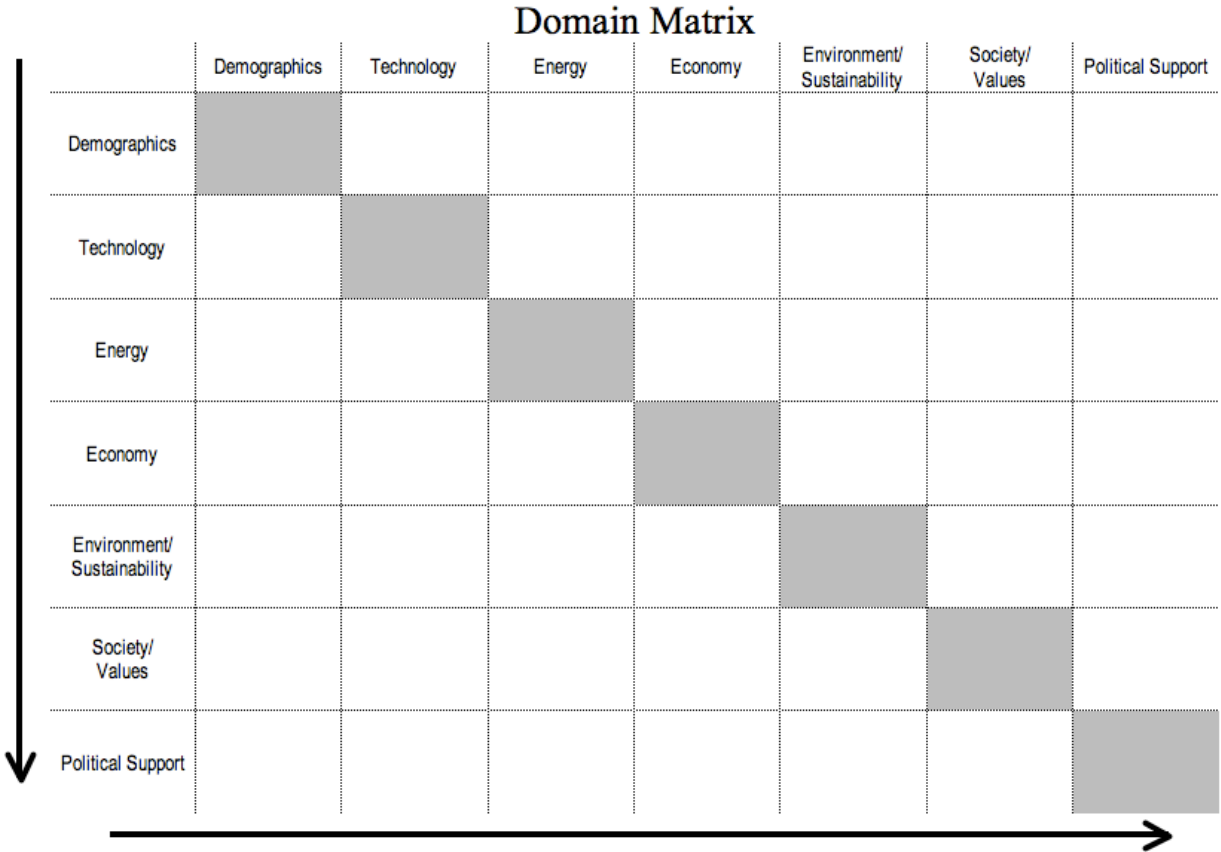 Domain Matrix
Demographics
Technology
Energy
Economy
Environment/
Sustainability
Society/
Values
Political Support
Demographics
Technology
Energy
Economy
Environment/
Sustainability
Society/
Values
Political Support